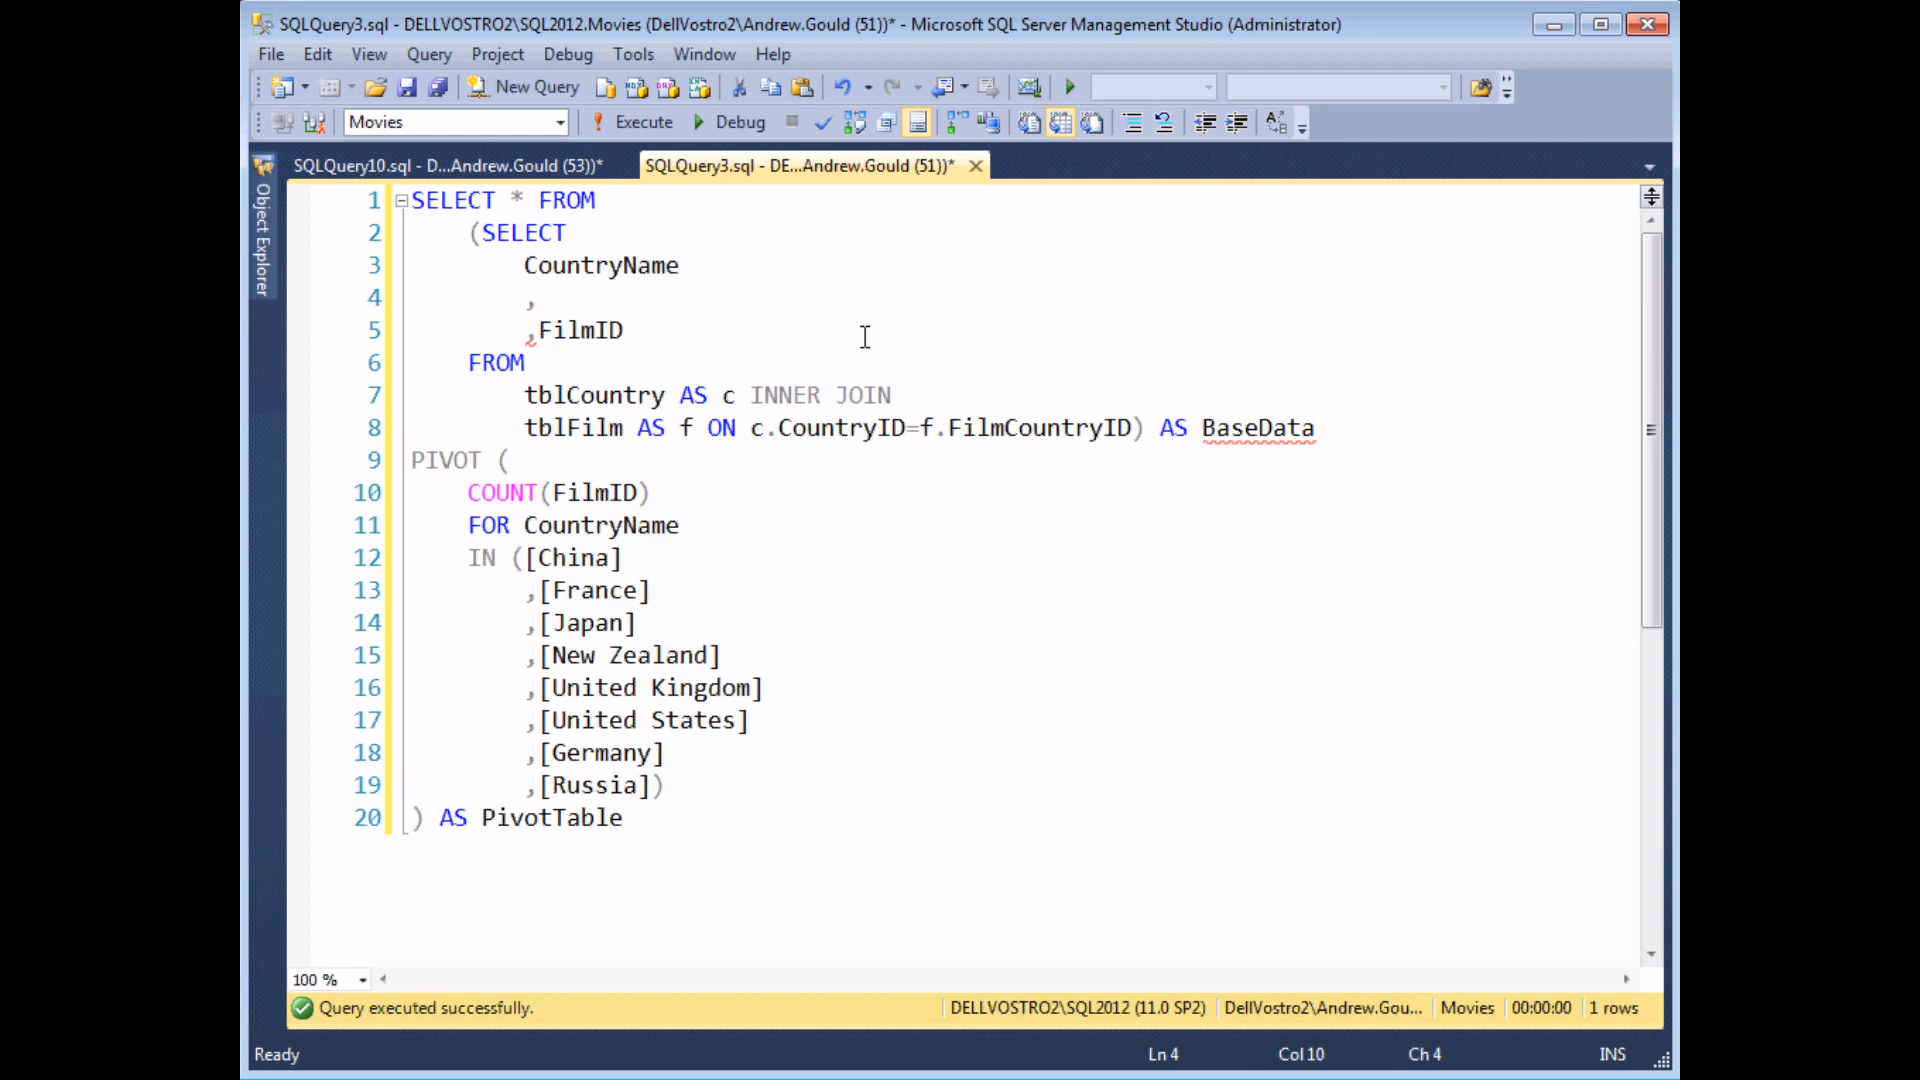 SQLQuery3.sql - DELLVOSTRO2\SQL2012.Movies (DellVostro2\Andrew.Gould (51))* - Microsoft SQL Server Management Studio (Administrator)
File Edit View Query Project Debug Tools Window Help
New Query
Movies Execute Debug
SQLQuery10.sql - D...Andrew.Gould (53))* SQLQuery3.sql - DE...Andrew.Gould (51))*
Object Explorer
1 SELECT * FROM
2 (SELECT
3 CountryName
4 ,
5 ,FilmID
6 FROM
7 tblCountry AS c INNER JOIN
8 tblFilm AS f ON c.CountryID=f.FilmCountryID) AS BaseData
9 PIVOT (
10 COUNT(FilmID)
11 FOR CountryName
12 IN ([China]
13 ,[France]
14 ,[Japan]
15 ,[New Zealand]
16 ,[United Kingdom]
17 ,[United States]
18 ,[Germany]
19 ,[Russia])
20 ) AS PivotTable
100 %
Query executed successfully. DELLVOSTRO2\SQL2012 (11.0 SP2) DellVostro2\Andrew.Gou... Movies 00:00:00 1 rows
Ready Ln 4 Col 10 Ch 4 INS